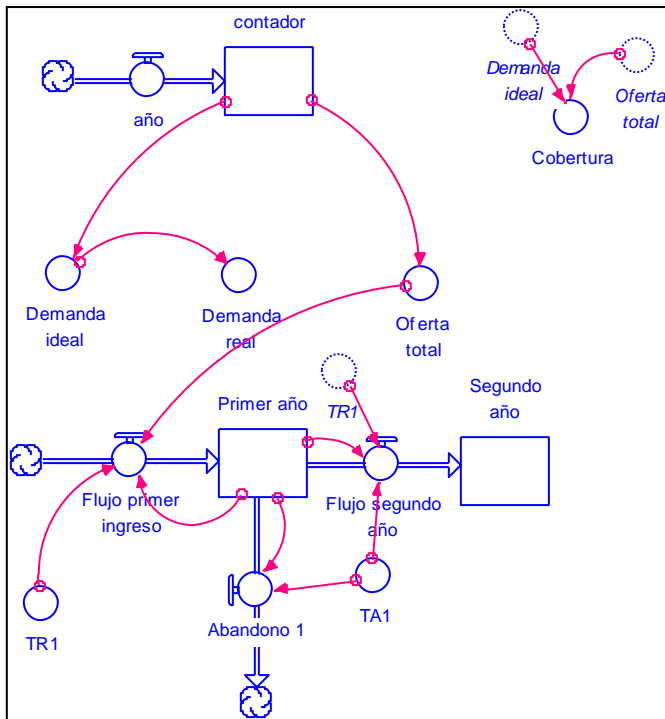 contador
Demanda
ideal
Oferta
total
año
Cobertura
Demanda
ideal
Demanda
real
Oferta
total
Primer año
TR1
Segundo
año
Flujo primer
ingreso
Flujo segundo
año
TR1
Abandono 1
TA1